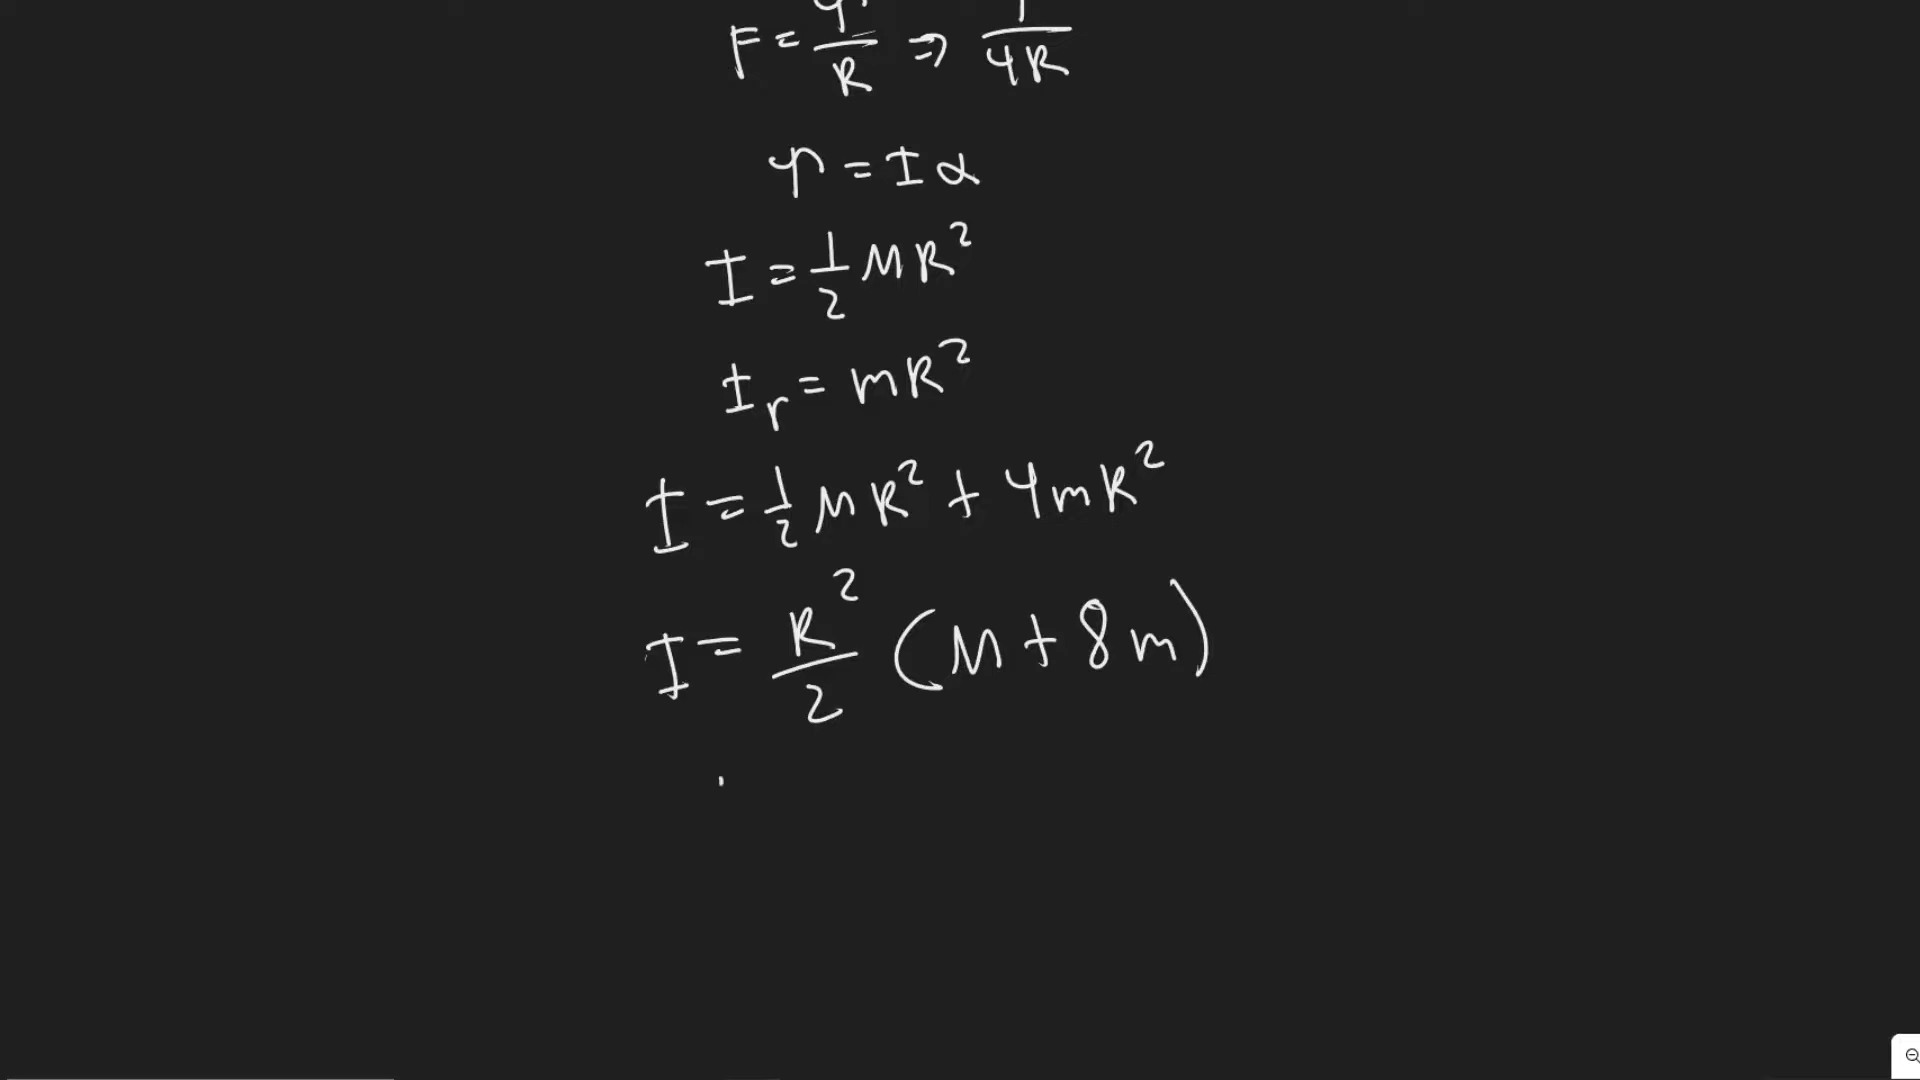 F = τ/R ⇒ τ/4R
τ = Iα
I = 1/2 MR²
I_r = mR²
I = 1/2 MR² + 4mR²
I = R²/2 (M + 8m)